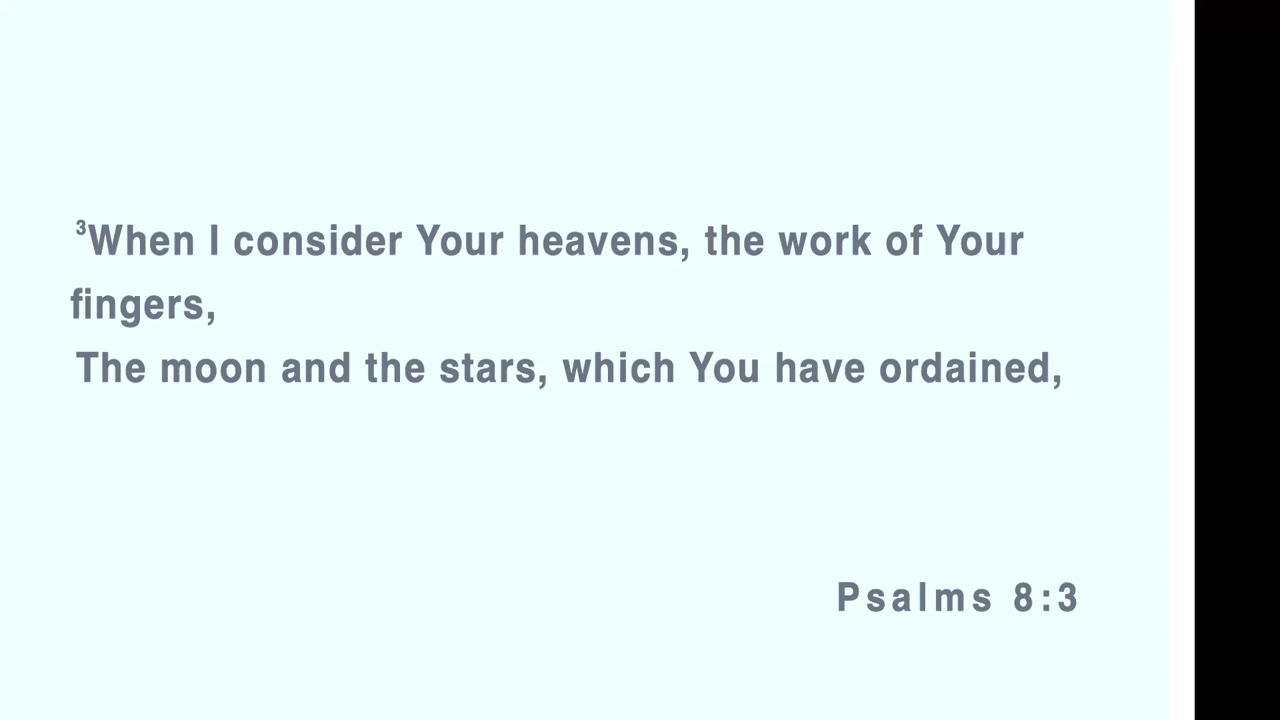 ³When I consider Your heavens, the work of Your
fingers,
The moon and the stars, which You have ordained,
Psalms 8:3